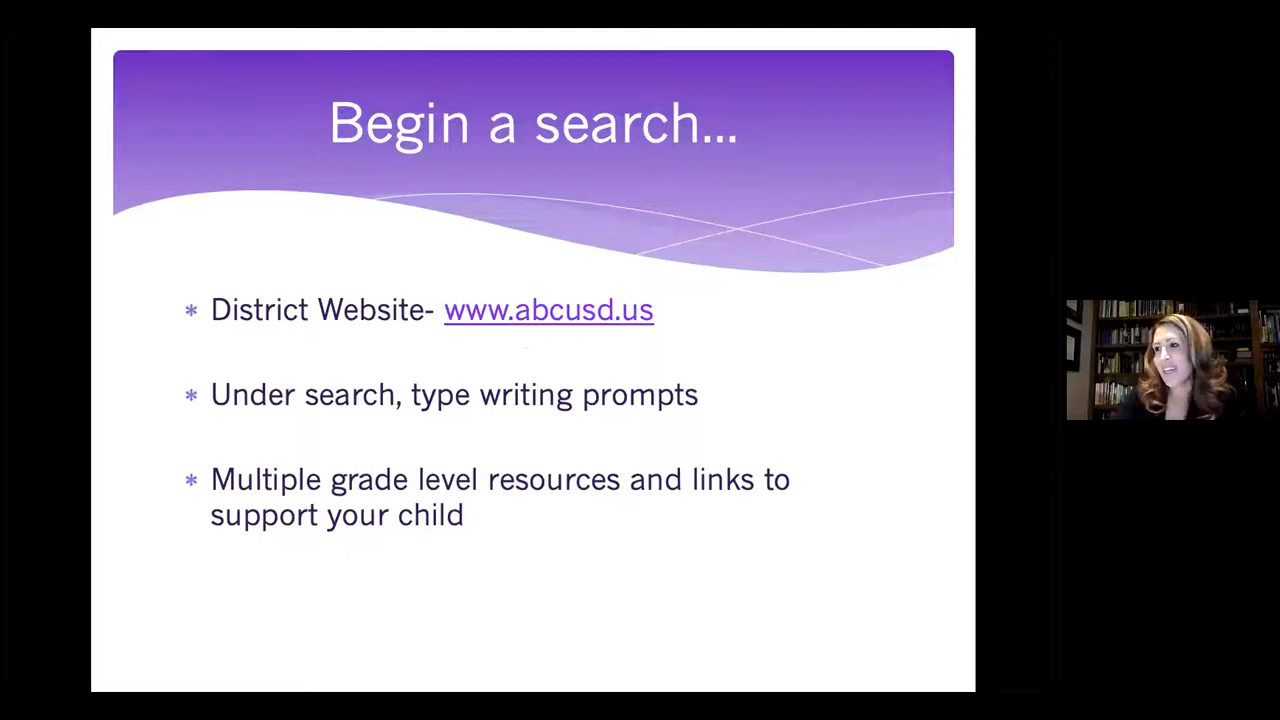 Begin a search...
* District Website- www.abcusd.us
* Under search, type writing prompts
* Multiple grade level resources and links to
support your child